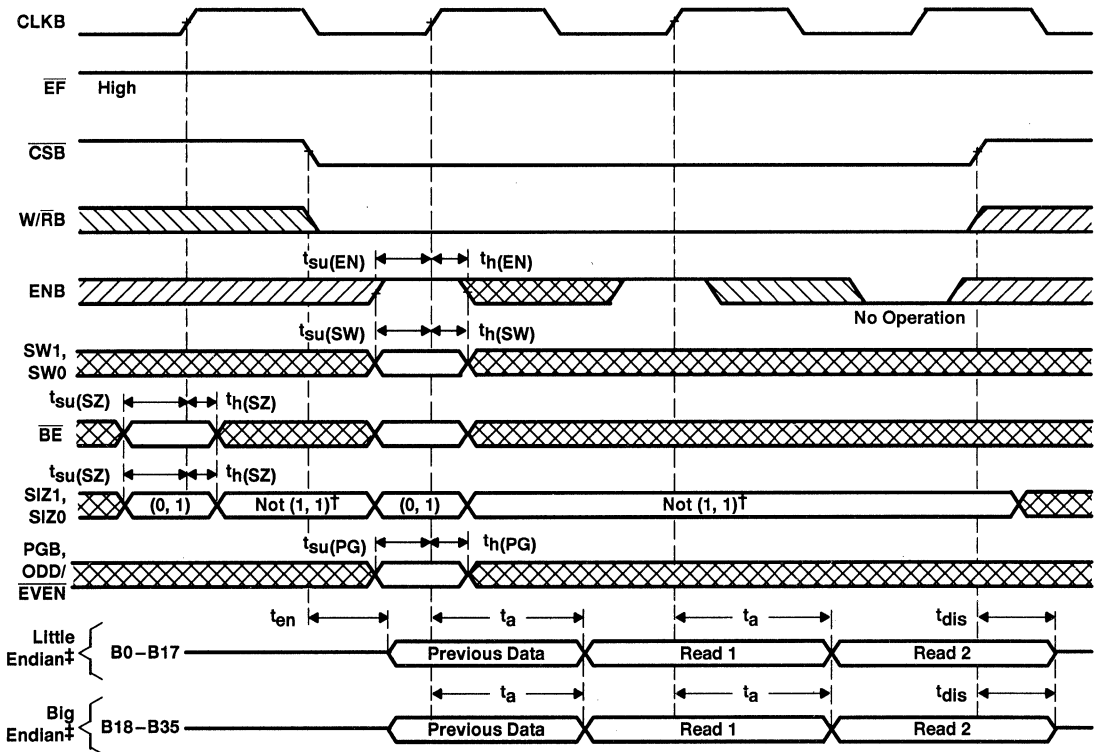 CLKB
EF
High
CSB
W/RB
tsu(EN) th(EN)
ENB
No Operation
tsu(SW) th(SW)
SW1,
SW0
tsu(SZ) th(SZ)
BE
tsu(SZ) th(SZ)
SIZ1,
SIZ0
(0, 1) Not (1, 1)† (0, 1) Not (1, 1)†
tsu(PG) th(PG)
PGB,
ODD/
EVEN
ten ta ta tdis
Little
Endian‡
B0–B17 Previous Data Read 1 Read 2
ta ta tdis
Big
Endian‡
B18–B35 Previous Data Read 1 Read 2